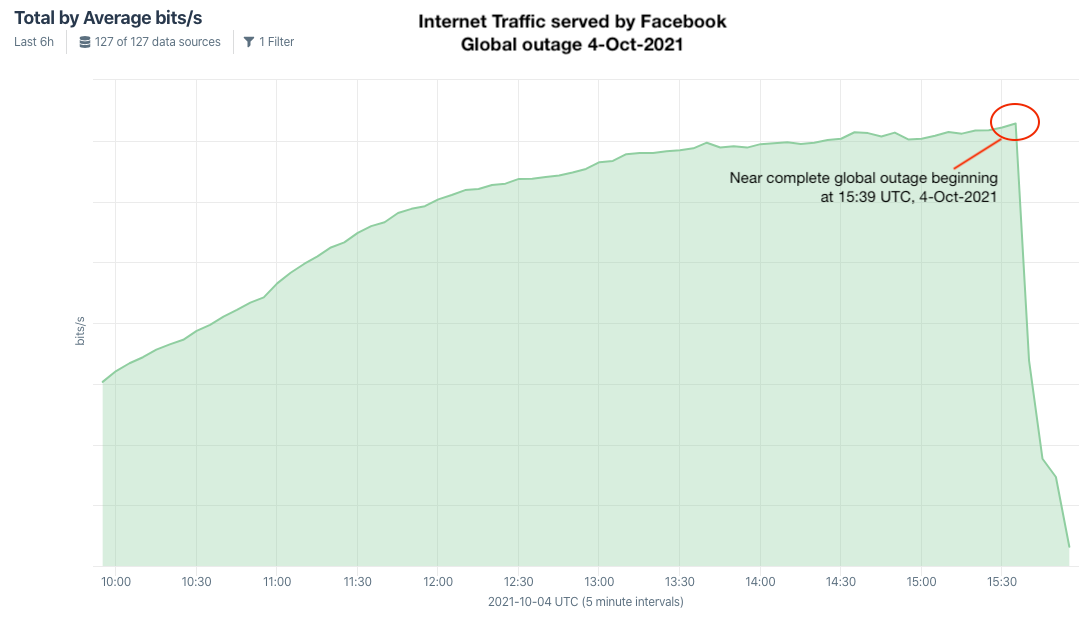 Total by Average bits/s
Last 6h 127 of 127 data sources 1 Filter
Internet Traffic served by Facebook
Global outage 4-Oct-2021
Near complete global outage beginning
at 15:39 UTC, 4-Oct-2021
bits/s
10:00 10:30 11:00 11:30 12:00 12:30 13:00 13:30 14:00 14:30 15:00 15:30
2021-10-04 UTC (5 minute intervals)